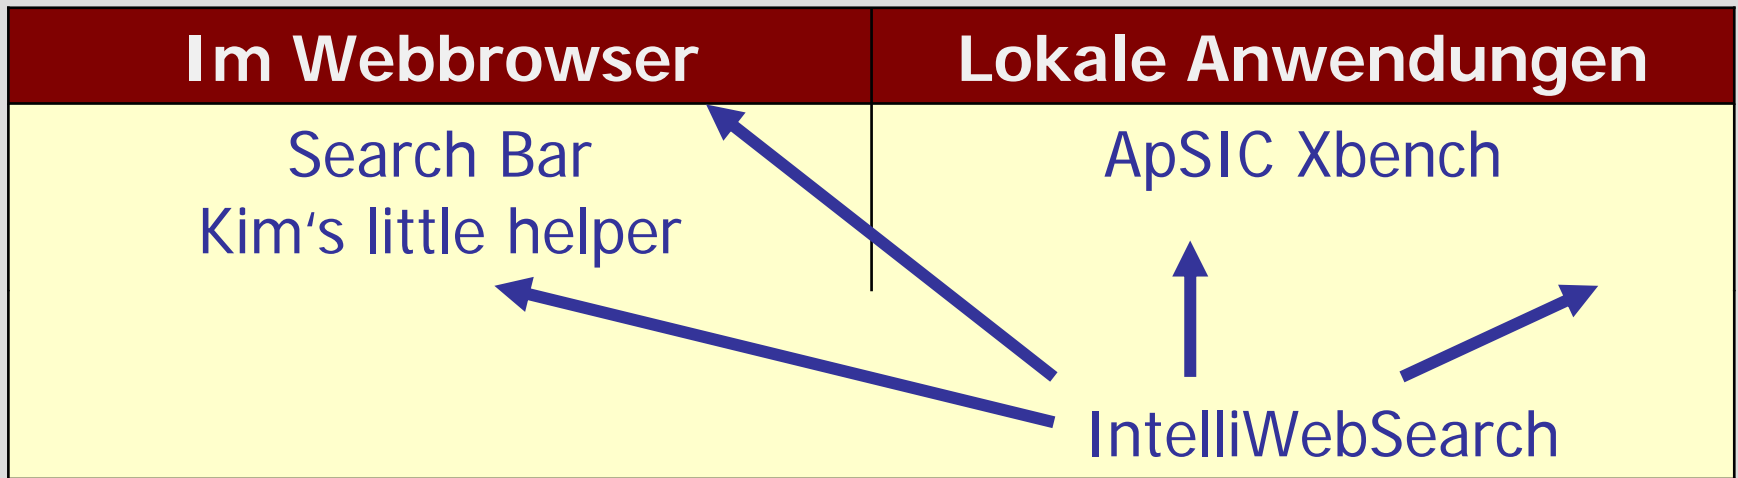 Im Webbrowser
Lokale Anwendungen
Search Bar
Kim‘s little helper
ApSIC Xbench
IntelliWebSearch